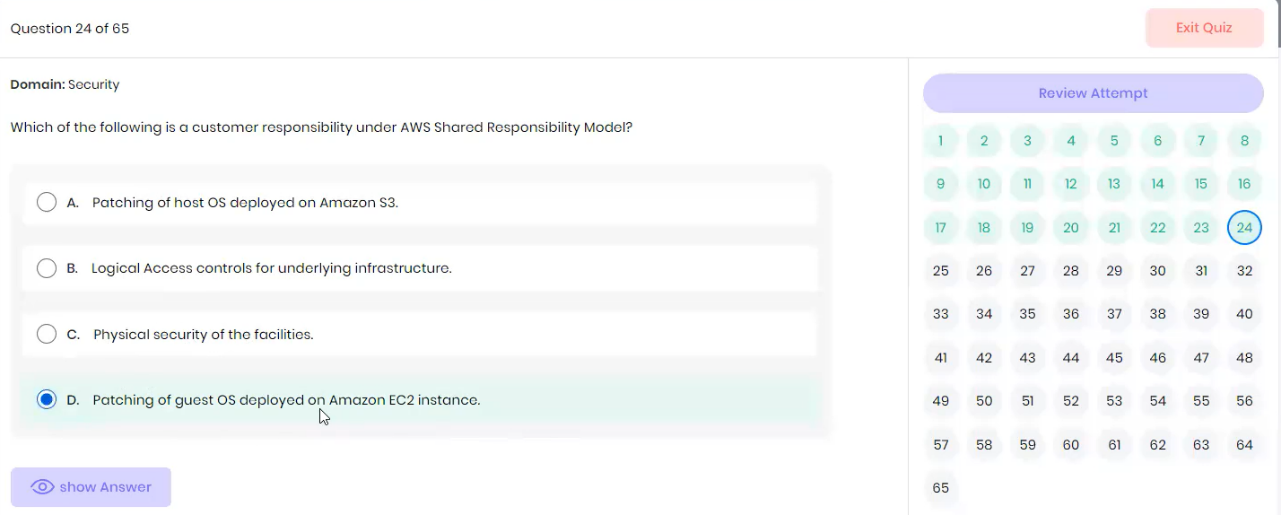 Question 24 of 65
Exit Quiz
Domain: Security
Which of the following is a customer responsibility under AWS Shared Responsibility Model?
A. Patching of host OS deployed on Amazon S3.
B. Logical Access controls for underlying infrastructure.
C. Physical security of the facilities.
D. Patching of guest OS deployed on Amazon EC2 instance.
show Answer
Review Attempt
1 2 3 4 5 6 7 8
9 10 11 12 13 14 15 16
17 18 19 20 21 22 23 24
25 26 27 28 29 30 31 32
33 34 35 36 37 38 39 40
41 42 43 44 45 46 47 48
49 50 51 52 53 54 55 56
57 58 59 60 61 62 63 64
65